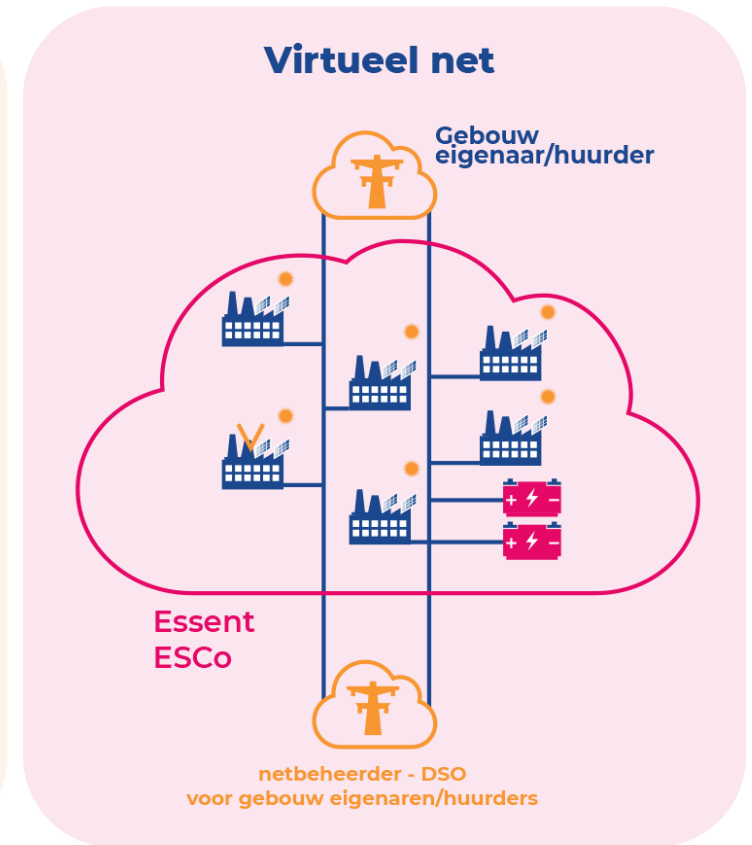 Virtueel net
Gebouw
eigenaar/huurder
Essent
ESCo
netbeheerder - DSO
voor gebouw eigenaren/huurders